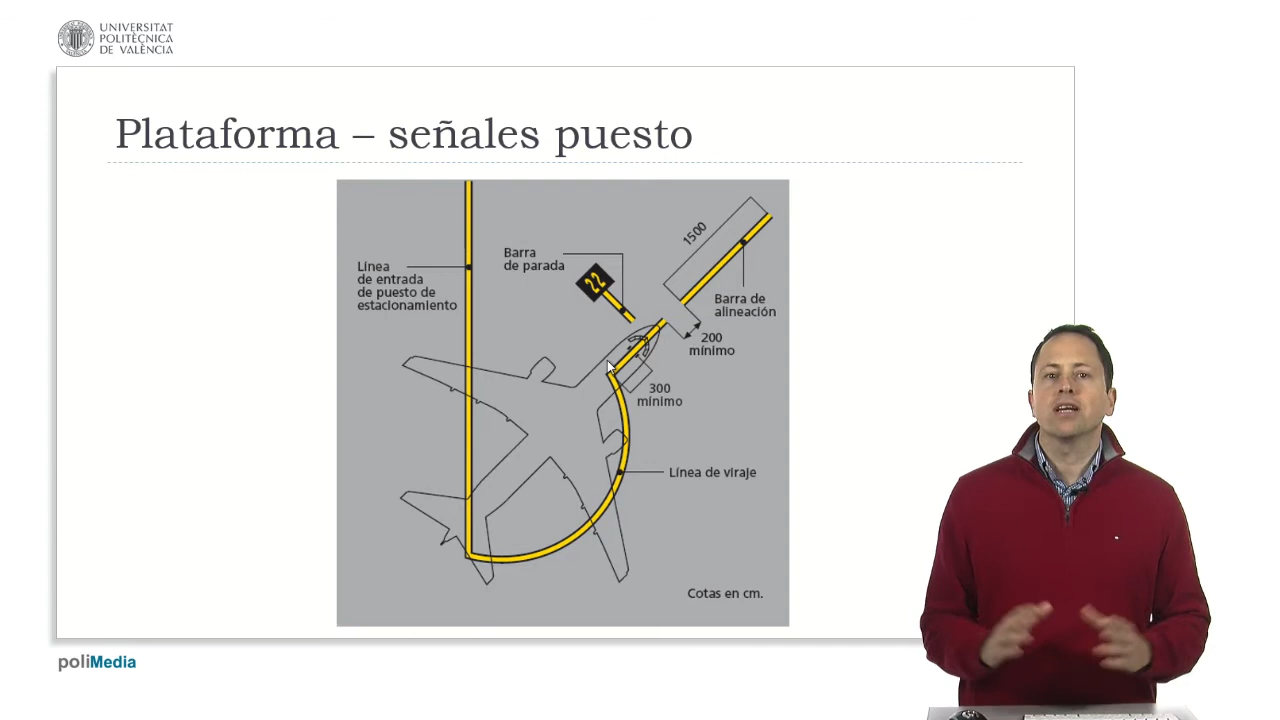 UNIVERSITAT
POLITÈCNICA
DE VALÈNCIA
Plataforma – señales puesto
Línea
de entrada
de puesto de
estacionamiento
Barra
de parada
22
1500
Barra de
alineación
200
mínimo
300
mínimo
Línea de viraje
Cotas en cm.
poliMedia